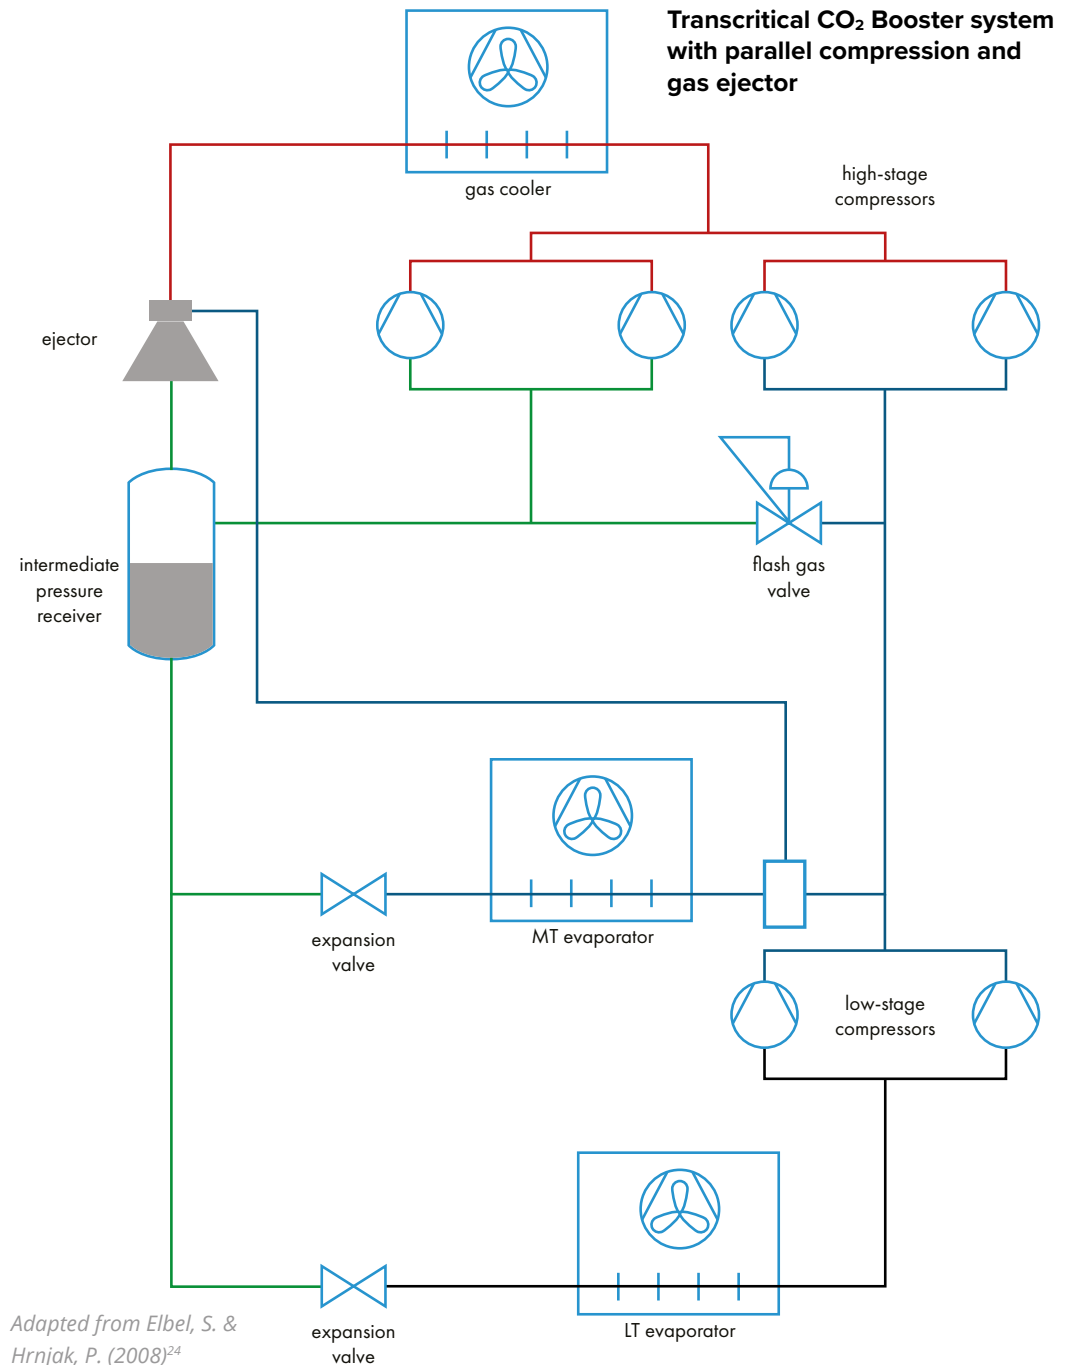 Transcritical CO₂ Booster system
with parallel compression and
gas ejector
gas cooler
high-stage
compressors
ejector
intermediate
pressure
receiver
flash gas
valve
expansion
valve
MT evaporator
low-stage
compressors
expansion
valve
LT evaporator
Adapted from Elbel, S. &
Hrnjak, P. (2008)²⁴